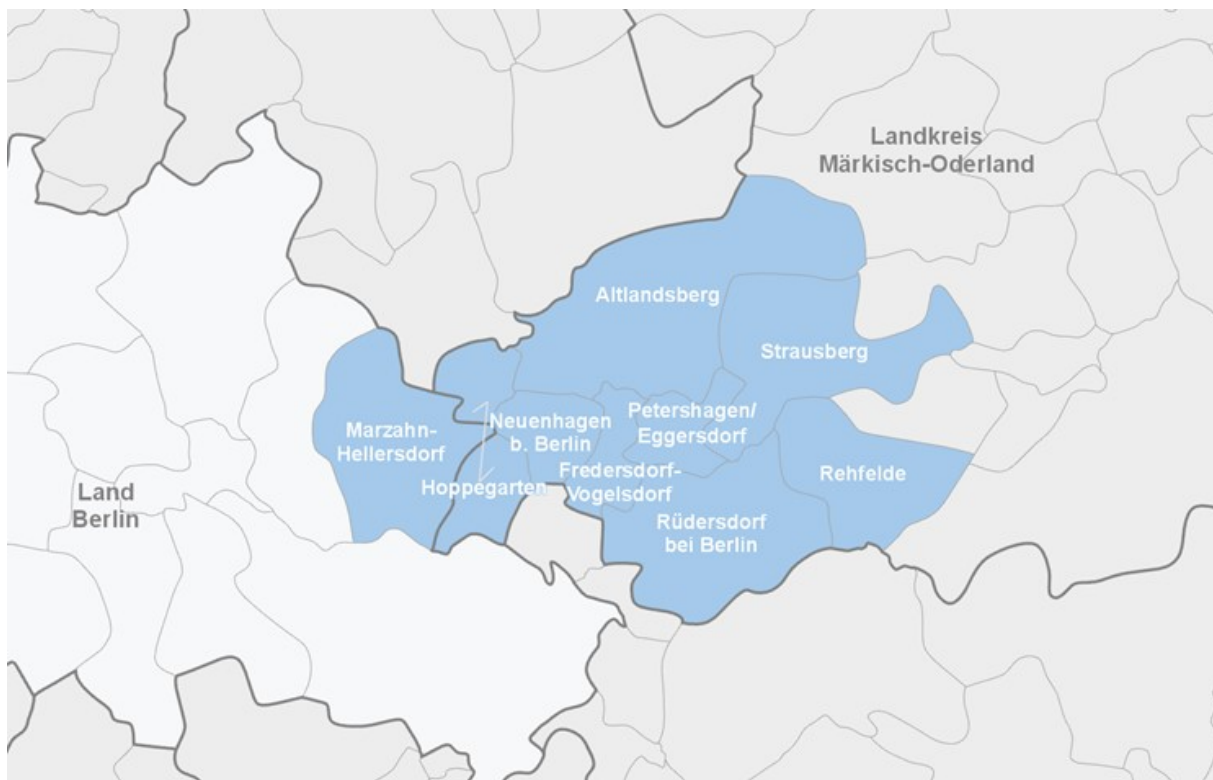 Landkreis
Märkisch-Oderland
Altlandsberg
Strausberg
Petershagen/
Eggersdorf
Neuenhagen
b. Berlin
Marzahn-
Hellersdorf
Fredersdorf-
Vogelsdorf
Rehfelde
Hoppegarten
Land
Berlin
Rüdersdorf
bei Berlin